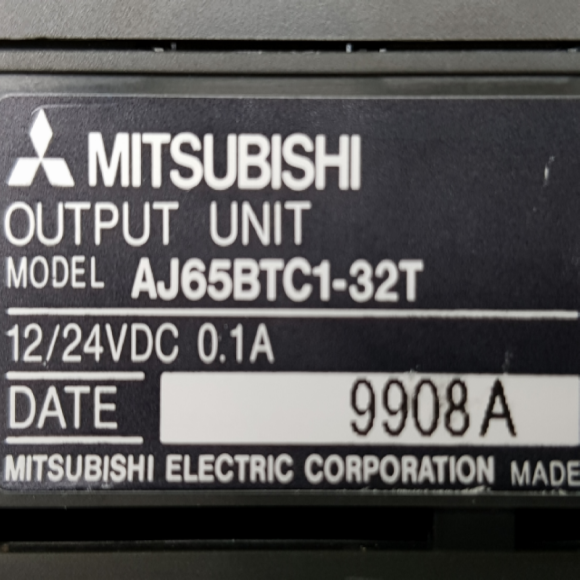 MITSUBISHI
OUTPUT UNIT
MODEL AJ65BTC1-32T
12/24VDC 0.1A
DATE 9908A
MITSUBISHI ELECTRIC CORPORATION MADE